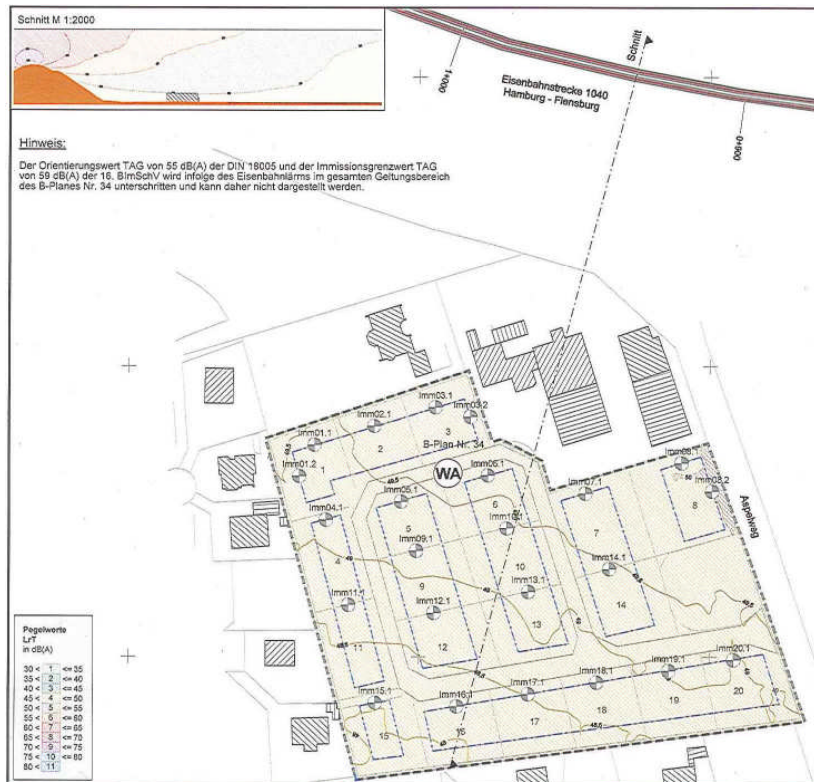 Schnitt M 1:2000
Schnitt
1+000
Eisenbahnstrecke 1040
Hamburg - Flensburg
0+900
Hinweis:
Der Orientierungswert TAG von 55 dB(A) der DIN 18005 und der Immissionsgrenzwert TAG
von 59 dB(A) der 16. BImSchV wird infolge des Eisenbahnlärms im gesamten Geltungsbereich
des B-Planes Nr. 34 unterschritten und kann daher nicht dargestellt werden.
Imm03.1
Imm03.2
Imm02.1
Imm01.1
3
2
B-Plan Nr. 34
Imm01.2
1
WA
Imm06.1
Imm08.1
50
Imm08.2
Imm07.1
Imm05.1
Imm04.1
6
8
Aspelweg
5
Imm10.1
7
Imm09.1
4
Imm14.1
10
9
Imm13.1
Imm11.1
Imm12.1
14
13
12
11
Imm20.1
Imm19.1
Imm18.1
Imm17.1
Imm16.1
Imm15.1
20
19
18
17
16
15
Pegelwerte
LrT
in dB(A)
30 < 1 <= 35
35 < 2 <= 40
40 < 3 <= 45
45 < 4 <= 50
50 < 5 <= 55
55 < 6 <= 60
60 < 7 <= 65
65 < 8 <= 70
70 < 9 <= 75
75 < 10 <= 80
80 < 11